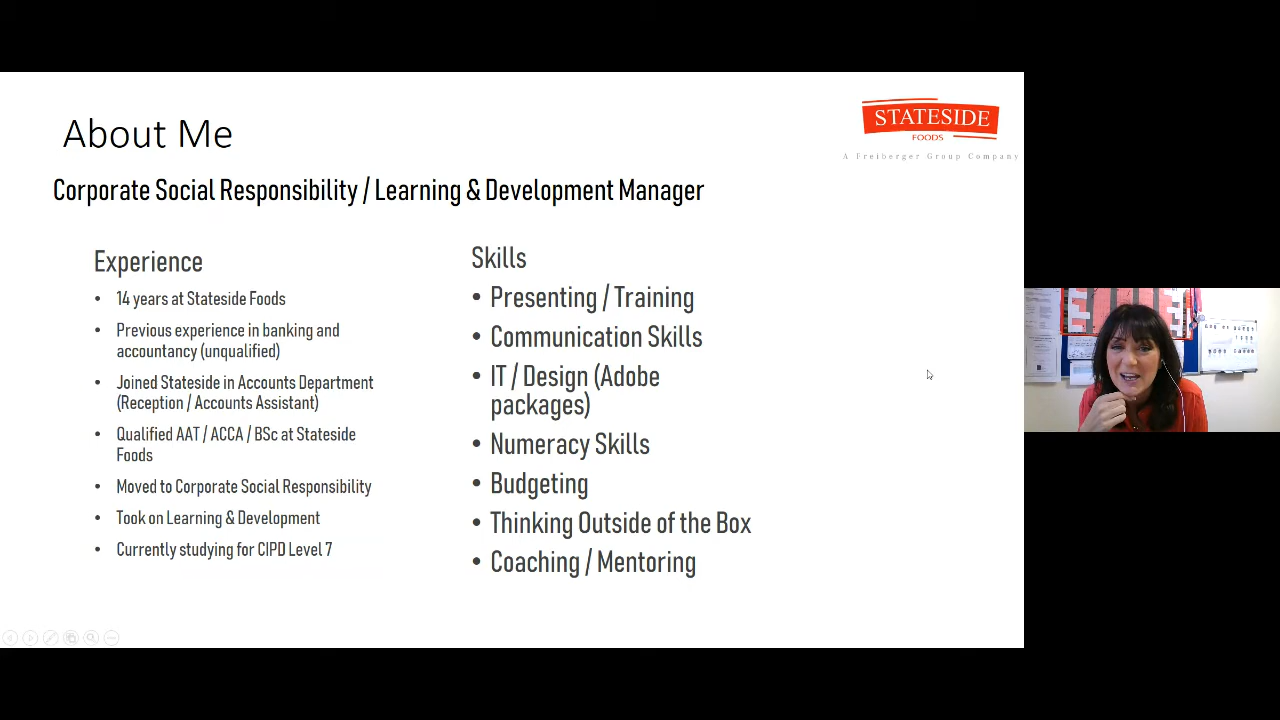 About Me
STATESIDE
FOODS
A Freiberger Group Company
Corporate Social Responsibility / Learning & Development Manager
Experience
• 14 years at Stateside Foods
• Previous experience in banking and
accountancy (unqualified)
• Joined Stateside in Accounts Department
(Reception / Accounts Assistant)
• Qualified AAT / ACCA / BSc at Stateside
Foods
• Moved to Corporate Social Responsibility
• Took on Learning & Development
• Currently studying for CIPD Level 7
Skills
• Presenting / Training
• Communication Skills
• IT / Design (Adobe
packages)
• Numeracy Skills
• Budgeting
• Thinking Outside of the Box
• Coaching / Mentoring